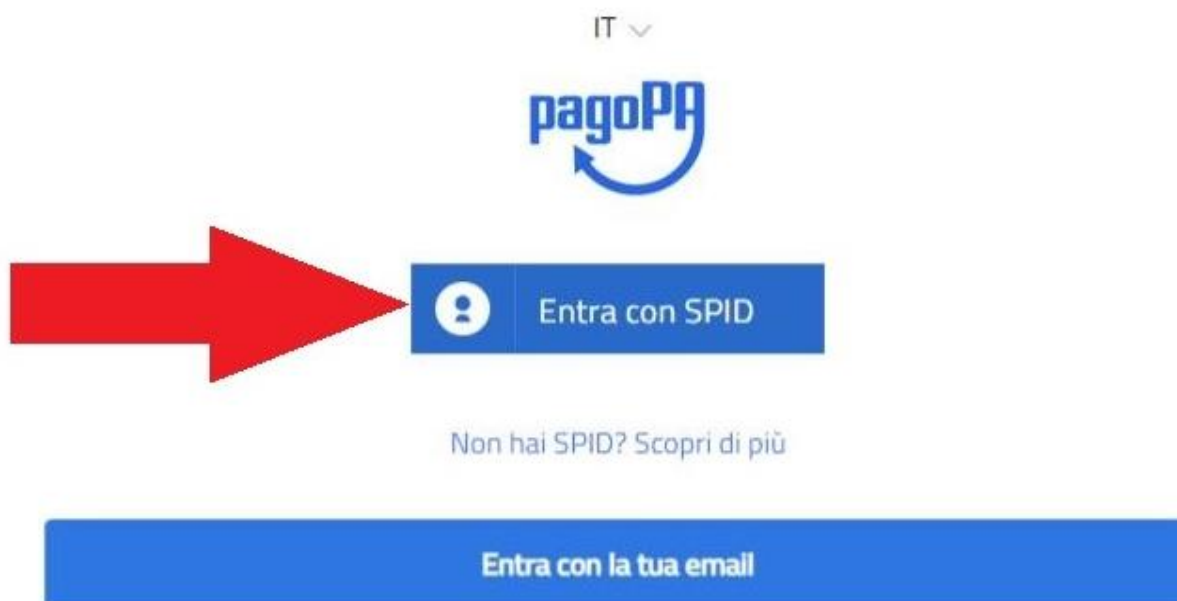 IT
pagoPA
Entra con SPID
Non hai SPID? Scopri di più
Entra con la tua email